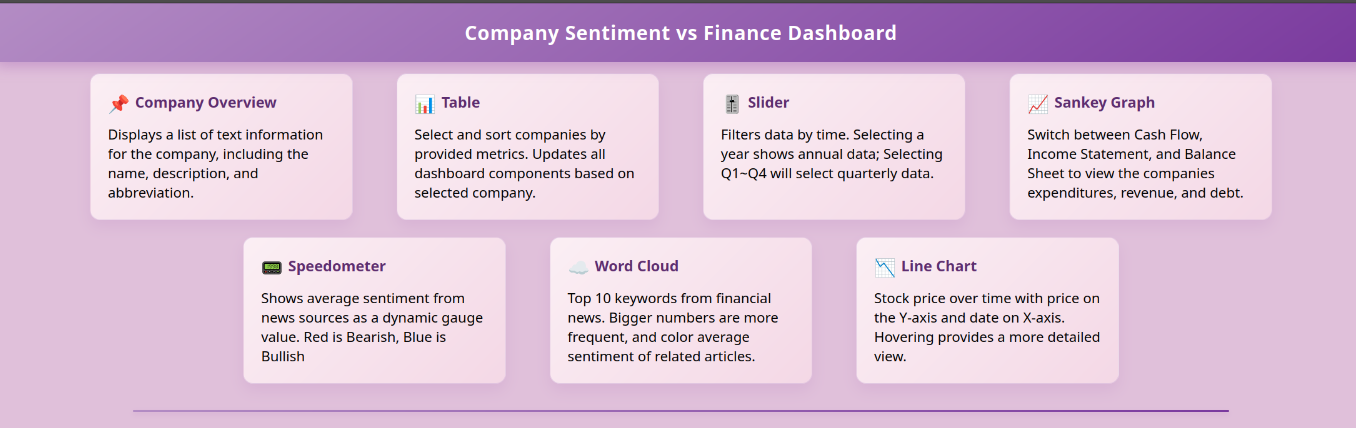 Company Sentiment vs Finance Dashboard
Company Overview
Displays a list of text information
for the company, including the
name, description, and
abbreviation.
Table
Select and sort companies by
provided metrics. Updates all
dashboard components based on
selected company.
Slider
Filters data by time. Selecting a
year shows annual data; Selecting
Q1~Q4 will select quarterly data.
Sankey Graph
Switch between Cash Flow,
Income Statement, and Balance
Sheet to view the companies
expenditures, revenue, and debt.
Speedometer
Shows average sentiment from
news sources as a dynamic gauge
value. Red is Bearish, Blue is
Bullish
Word Cloud
Top 10 keywords from financial
news. Bigger numbers are more
frequent, and color average
sentiment of related articles.
Line Chart
Stock price over time with price on
the Y-axis and date on X-axis.
Hovering provides a more detailed
view.